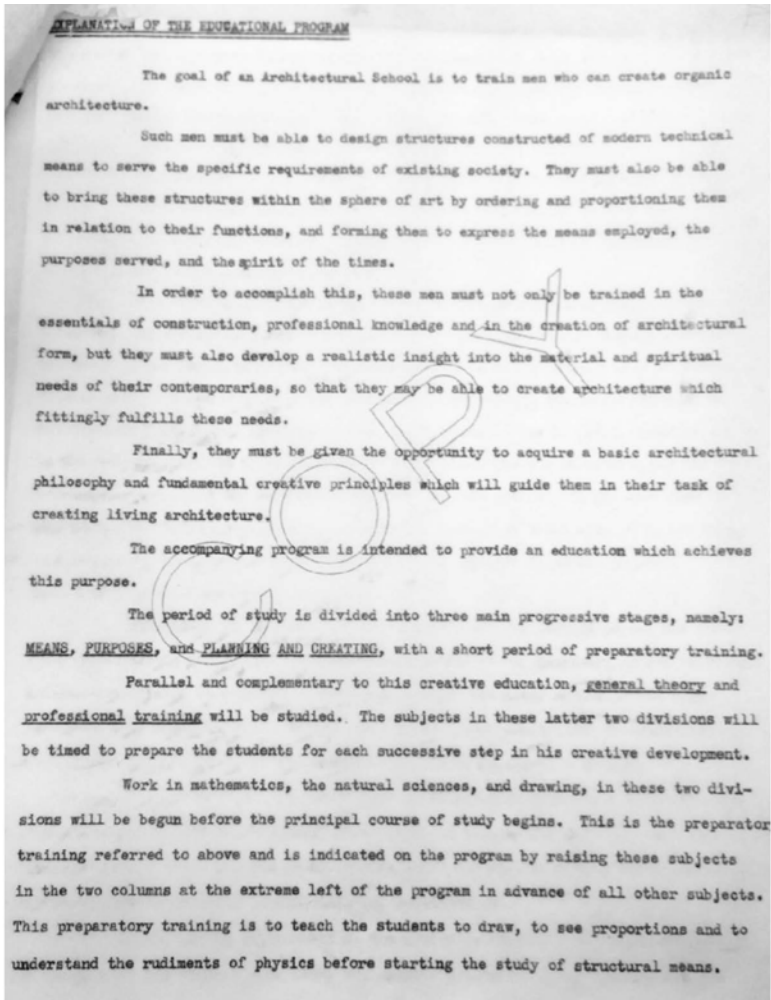 EXPLANATION OF THE EDUCATIONAL PROGRAM
The goal of an Architectural School is to train men who can create organic
architecture.
Such men must be able to design structures constructed of modern technical
means to serve the specific requirements of existing society. They must also be able
to bring these structures within the sphere of art by ordering and proportioning them
in relation to their functions, and forming them to express the means employed, the
purposes served, and the spirit of the times.
In order to accomplish this, these men must not only be trained in the
essentials of construction, professional knowledge and in the creation of architectural
form, but they must also develop a realistic insight into the material and spiritual
needs of their contemporaries, so that they may be able to create architecture which
fittingly fulfills these needs.
Finally, they must be given the opportunity to acquire a basic architectural
philosophy and fundamental creative principles which will guide them in their task of
creating living architecture.
The accompanying program is intended to provide an education which achieves
this purpose.
The period of study is divided into three main progressive stages, namely:
MEANS, PURPOSES, and PLANNING AND CREATING, with a short period of preparatory training.
Parallel and complementary to this creative education, general theory and
professional training will be studied. The subjects in these latter two divisions will
be timed to prepare the students for each successive step in his creative development.
Work in mathematics, the natural sciences, and drawing, in these two divi-
sions will be begun before the principal course of study begins. This is the preparator
training referred to above and is indicated on the program by raising these subjects
in the two columns at the extreme left of the program in advance of all other subjects.
This preparatory training is to teach the students to draw, to see proportions and to
understand the rudiments of physics before starting the study of structural means.
COPY